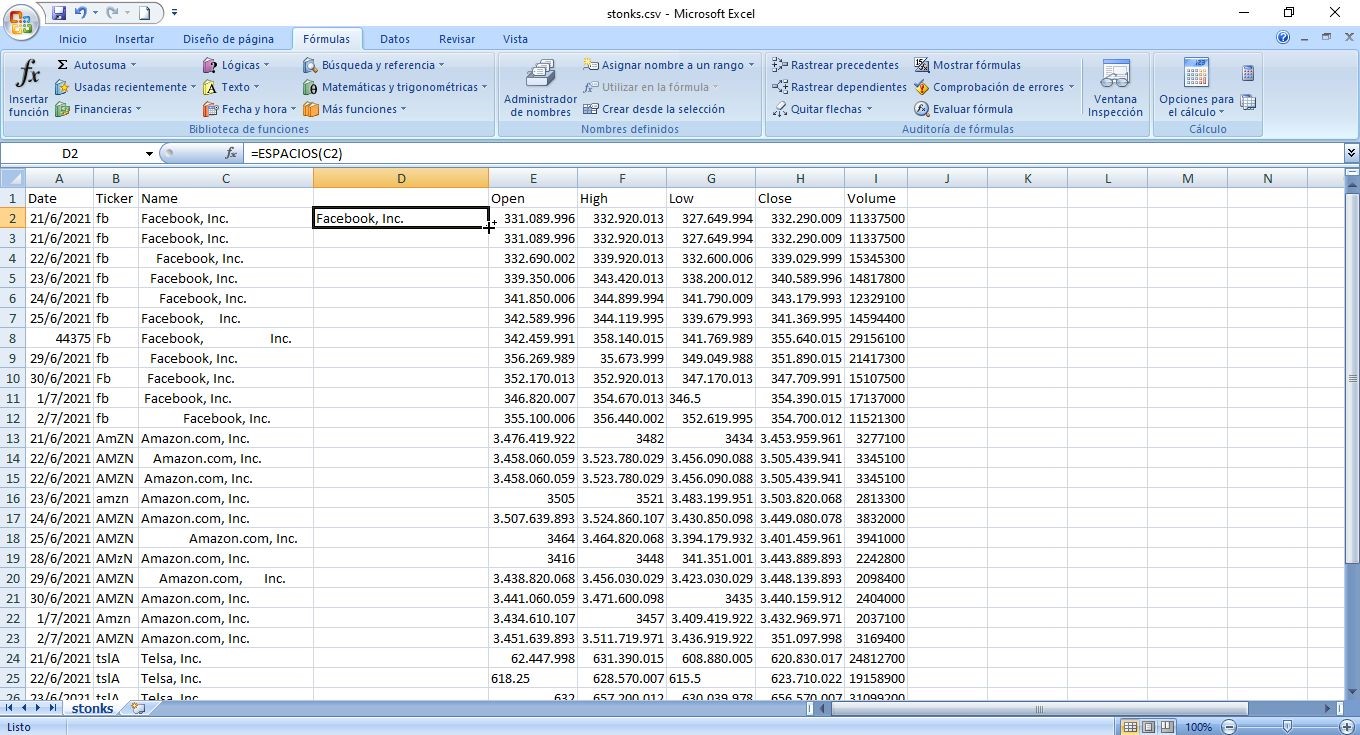 stonks.csv - Microsoft Excel
Inicio Insertar Diseño de página Fórmulas Datos Revisar Vista
fx Insertar función
Σ Autosuma Lógicas Búsqueda y referencia
Usadas recientemente Texto Matemáticas y trigonométricas
Financieras Fecha y hora Más funciones
Biblioteca de funciones
Administrador de nombres
Asignar nombre a un rango
Utilizar en la fórmula
Crear desde la selección
Nombres definidos
Rastrear precedentes Mostrar fórmulas
Rastrear dependientes Comprobación de errores
Quitar flechas Evaluar fórmula
Ventana Inspección
Auditoría de fórmulas
Opciones para el cálculo
Cálculo
D2 fx =ESPACIOS(C2)
A B C D E F G H I J K L M N
1 Date Ticker Name Open High Low Close Volume
2 21/6/2021 fb Facebook, Inc. Facebook, Inc. 331.089.996 332.920.013 327.649.994 332.290.009 11337500
3 21/6/2021 fb Facebook, Inc. 331.089.996 332.920.013 327.649.994 332.290.009 11337500
4 22/6/2021 fb Facebook, Inc. 332.690.002 339.920.013 332.600.006 339.029.999 15345300
5 23/6/2021 fb Facebook, Inc. 339.350.006 343.420.013 338.200.012 340.589.996 14817800
6 24/6/2021 fb Facebook, Inc. 341.850.006 344.899.994 341.790.009 343.179.993 12329100
7 25/6/2021 fb Facebook, Inc. 342.589.996 344.119.995 339.679.993 341.369.995 14594400
8 44375 Fb Facebook, Inc. 342.459.991 358.140.015 341.769.989 355.640.015 29156100
9 29/6/2021 fb Facebook, Inc. 356.269.989 35.673.999 349.049.988 351.890.015 21417300
10 30/6/2021 Fb Facebook, Inc. 352.170.013 352.920.013 347.170.013 347.709.991 15107500
11 1/7/2021 fb Facebook, Inc. 346.820.007 354.670.013 346.5 354.390.015 17137000
12 2/7/2021 fb Facebook, Inc. 355.100.006 356.440.002 352.619.995 354.700.012 11521300
13 21/6/2021 AmZN Amazon.com, Inc. 3.476.419.922 3482 3434 3.453.959.961 3277100
14 22/6/2021 AMZN Amazon.com, Inc. 3.458.060.059 3.523.780.029 3.456.090.088 3.505.439.941 3345100
15 22/6/2021 AMZN Amazon.com, Inc. 3.458.060.059 3.523.780.029 3.456.090.088 3.505.439.941 3345100
16 23/6/2021 amzn Amazon.com, Inc. 3505 3521 3.483.199.951 3.503.820.068 2813300
17 24/6/2021 AMZN Amazon.com, Inc. 3.507.639.893 3.524.860.107 3.430.850.098 3.449.080.078 3832000
18 25/6/2021 AMZN Amazon.com, Inc. 3464 3.464.820.068 3.394.179.932 3.401.459.961 3941000
19 28/6/2021 AMzN Amazon.com, Inc. 3416 3448 341.351.001 3.443.889.893 2242800
20 29/6/2021 AMZN Amazon.com, Inc. 3.438.820.068 3.456.030.029 3.423.030.029 3.448.139.893 2098400
21 30/6/2021 AMZN Amazon.com, Inc. 3.441.060.059 3.471.600.098 3435 3.440.159.912 2404000
22 1/7/2021 Amzn Amazon.com, Inc. 3.434.610.107 3457 3.409.419.922 3.432.969.971 2037100
23 2/7/2021 AMZN Amazon.com, Inc. 3.451.639.893 3.511.719.971 3.436.919.922 351.097.998 3169400
24 21/6/2021 tslA Telsa, Inc. 62.447.998 631.390.015 608.880.005 620.830.017 24812700
25 22/6/2021 tslA Telsa, Inc. 618.25 628.570.007 615.5 623.710.022 19158900
26 23/6/2021 tslA Telsa, Inc. 632 657.200.012 630.039.978 656.570.007 31099200
stonks
Listo 100%